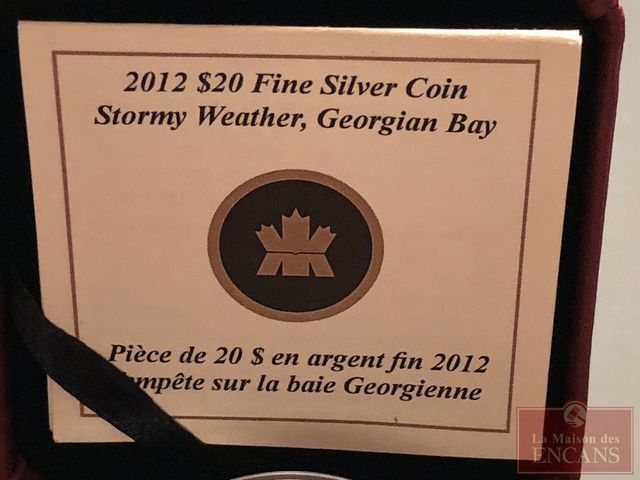 2012 $20 Fine Silver Coin
Stormy Weather, Georgian Bay
Pièce de 20 $ en argent fin 2012
sur la baie Georgienne
La Maison des
ENCANS